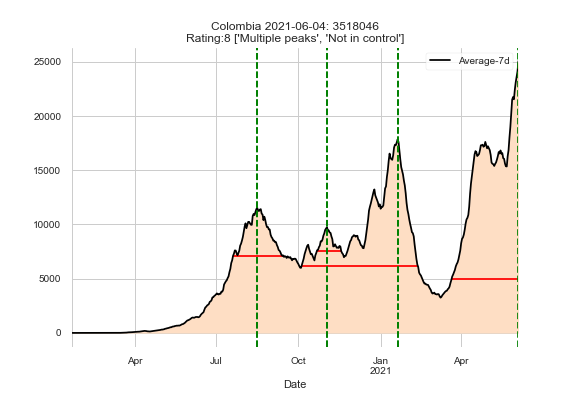 Colombia 2021-06-04: 3518046
Rating:8 ['Multiple peaks', 'Not in control']
Average-7d
25000
20000
15000
10000
5000
0
Apr
Jul
Oct
Jan
2021
Apr
Date